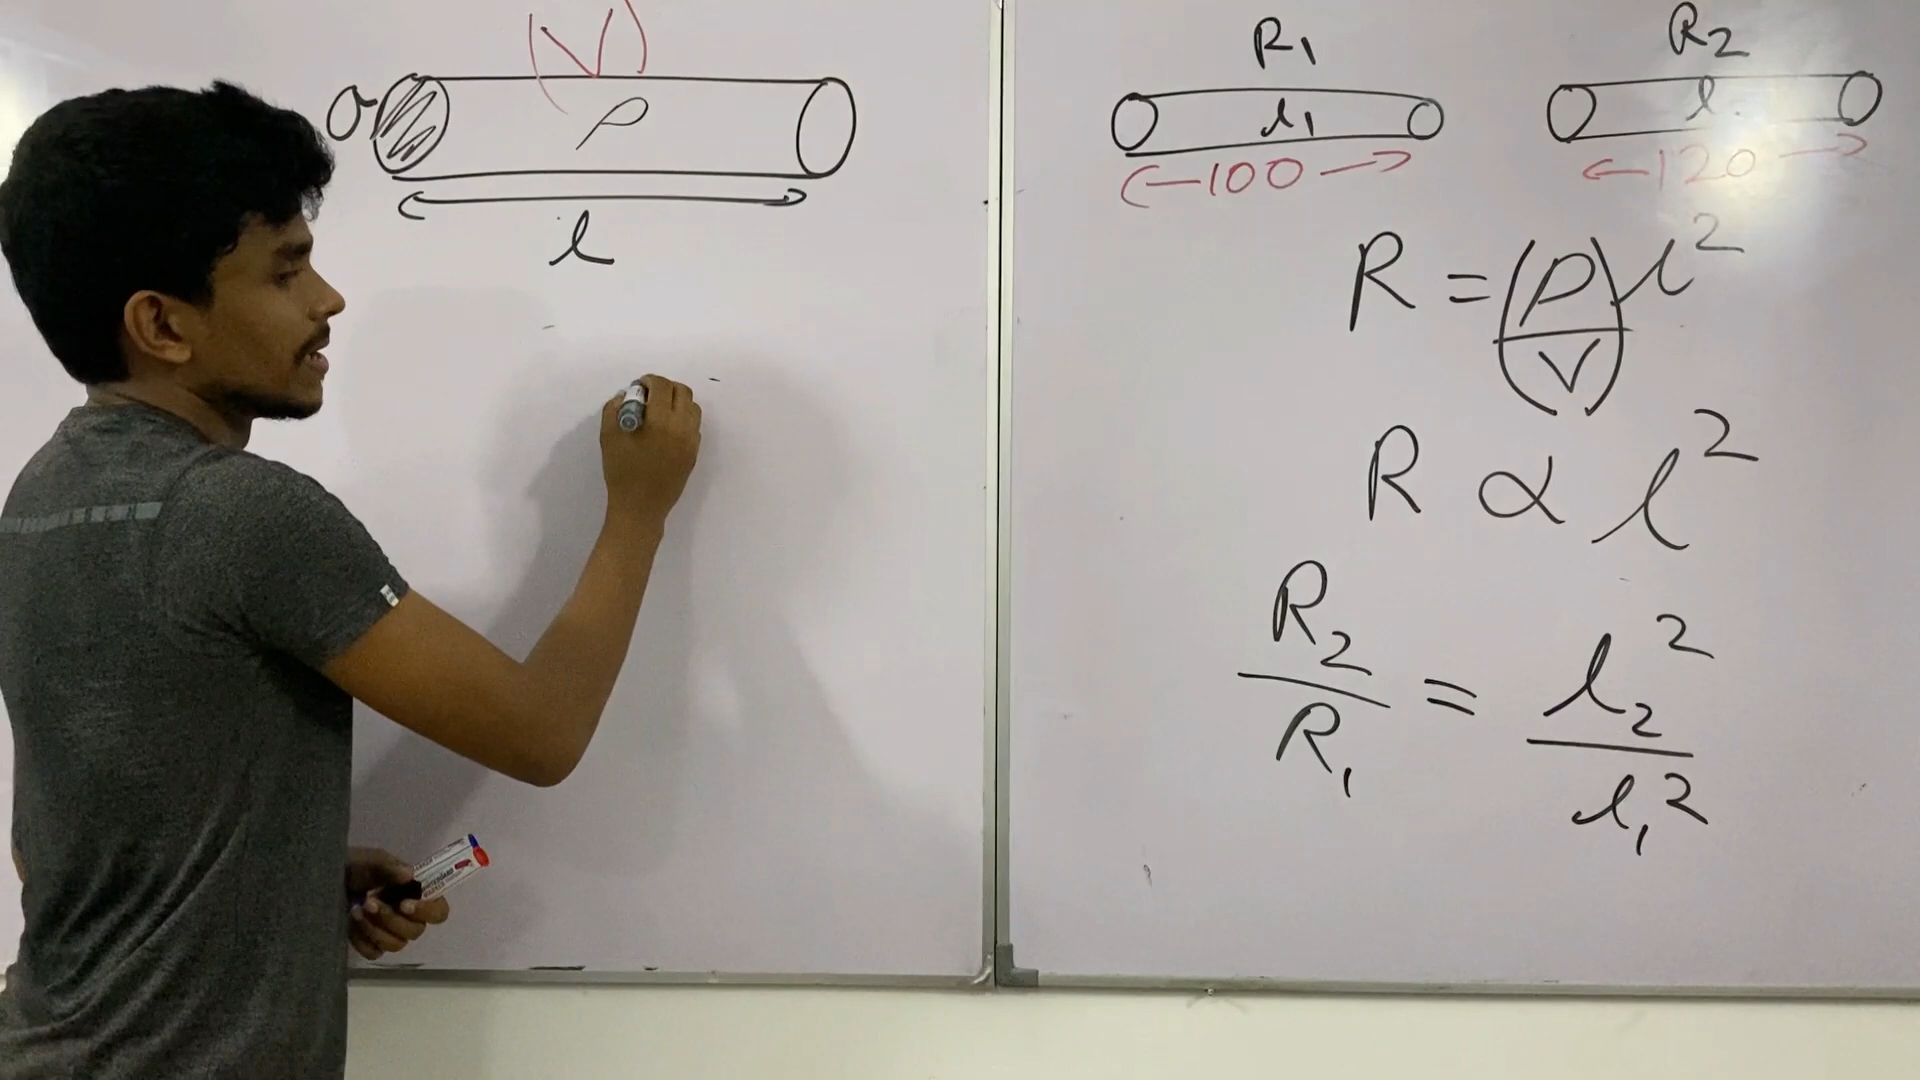 (V)
σ ρ
l
R₁ R₂
l₁ l
←100→ ←120→
R = (ρ/V) l²
R ∝ l²
R₂/R₁ = l₂²/l₁²